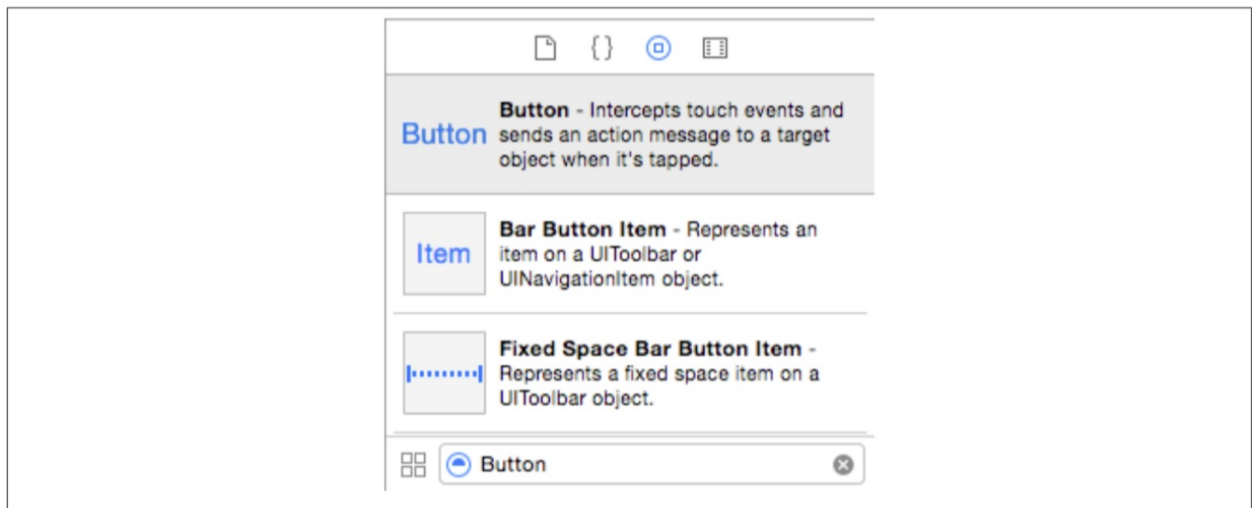 Button
Button - Intercepts touch events and
sends an action message to a target
object when it's tapped.
Item
Bar Button Item - Represents an
item on a UIToolbar or
UINavigationItem object.
Fixed Space Bar Button Item -
Represents a fixed space item on a
UIToolbar object.
Button